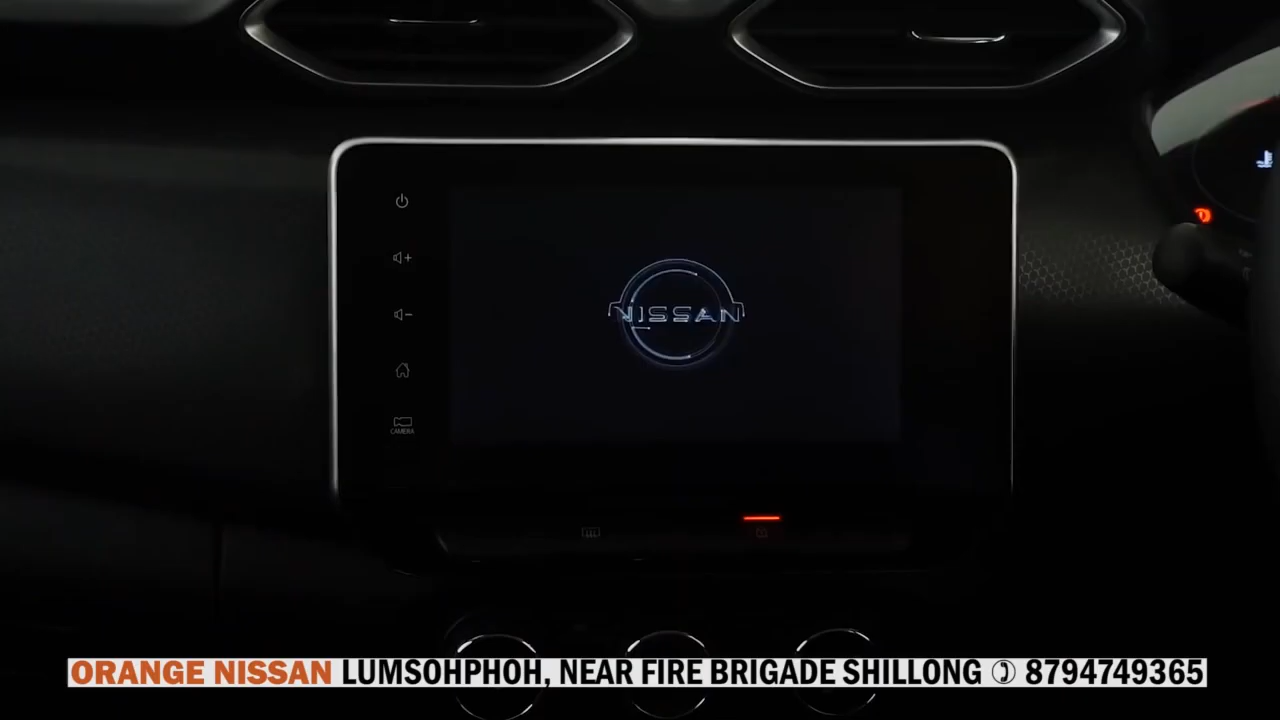 NISSAN
CAMERA
ORANGE NISSAN LUMSOHPHOH, NEAR FIRE BRIGADE SHILLONG ✆ 8794749365